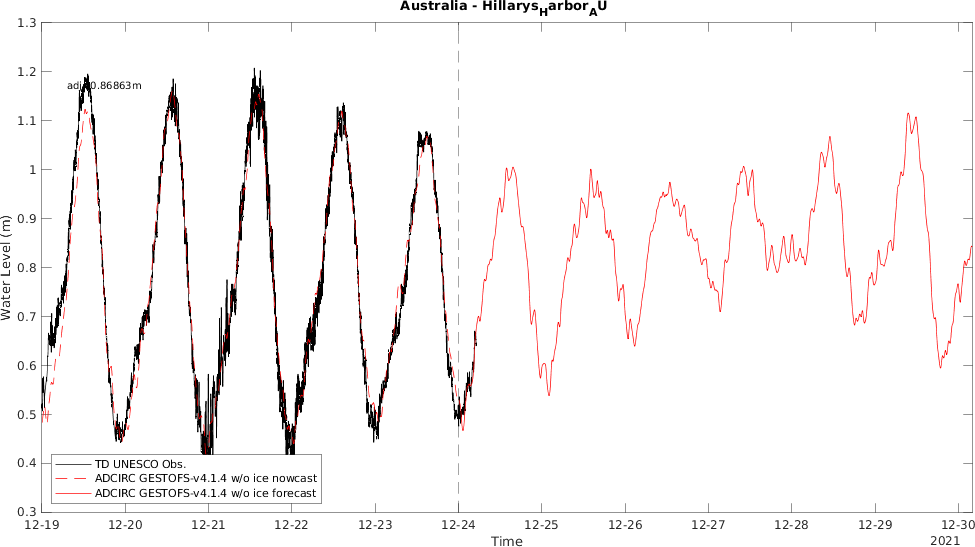 Australia - HillarysHarborAU
1.3
1.2
1.1
1
0.9
0.8
0.7
0.6
0.5
0.4
0.3
Water Level (m)
0.86863m
TD UNESCO Obs.
ADCIRC GESTOFS-v4.1.4 w/o ice nowcast
ADCIRC GESTOFS-v4.1.4 w/o ice forecast
12-19 12-20 12-21 12-22 12-23 12-24 12-25 12-26 12-27 12-28 12-29 12-30
Time
2021